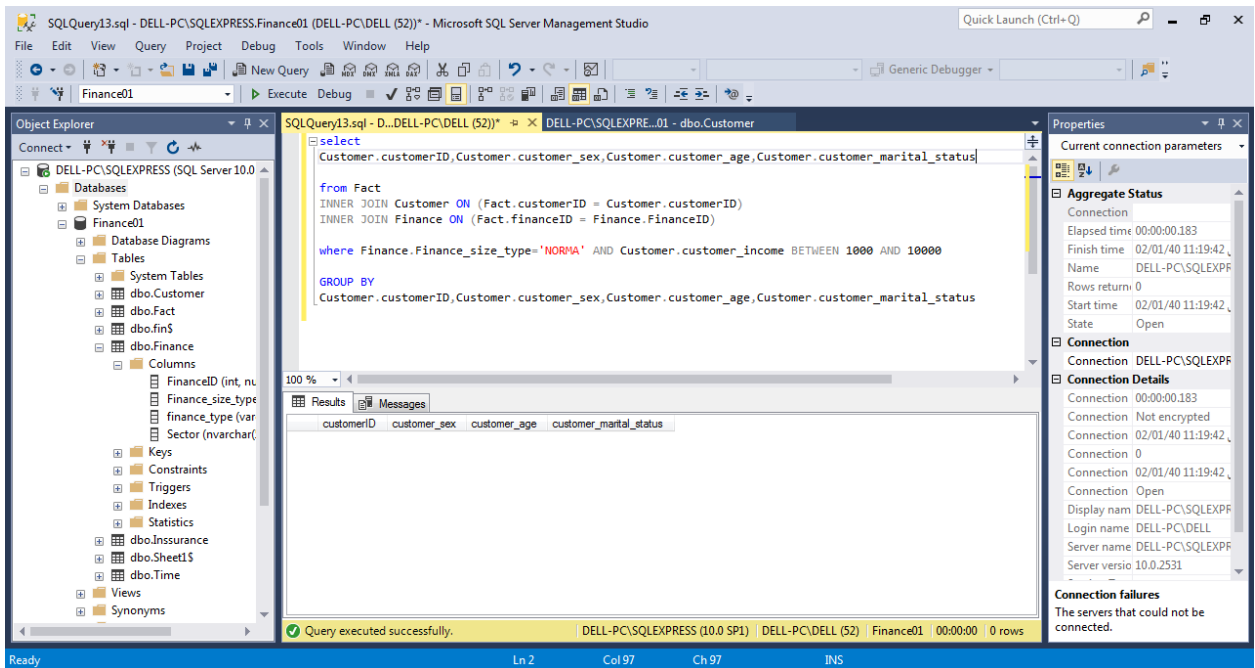 SQLQuery13.sql - DELL-PC\SQLEXPRESS.Finance01 (DELL-PC\DELL (52))* - Microsoft SQL Server Management Studio
Quick Launch (Ctrl+Q)
File Edit View Query Project Debug Tools Window Help
New Query MDX DMX XMLA DAX
Generic Debugger
Finance01
Execute Debug
Object Explorer
Connect
DELL-PC\SQLEXPRESS (SQL Server 10.0
Databases
System Databases
Finance01
Database Diagrams
Tables
System Tables
dbo.Customer
dbo.Fact
dbo.fin$
dbo.Finance
Columns
FinanceID (int, nu
Finance_size_type
finance_type (var
Sector (nvarchar(
Keys
Constraints
Triggers
Indexes
Statistics
dbo.Inssurance
dbo.Sheet1$
dbo.Time
Views
Synonyms
SQLQuery13.sql - D...DELL-PC\DELL (52))*
DELL-PC\SQLEXPRE...01 - dbo.Customer
select
Customer.customerID,Customer.customer_sex,Customer.customer_age,Customer.customer_marital_status
from Fact
INNER JOIN Customer ON (Fact.customerID = Customer.customerID)
INNER JOIN Finance ON (Fact.financeID = Finance.FinanceID)
where Finance.Finance_size_type='NORMA' AND Customer.customer_income BETWEEN 1000 AND 10000
GROUP BY
Customer.customerID,Customer.customer_sex,Customer.customer_age,Customer.customer_marital_status
100 %
Results Messages
customerID customer_sex customer_age customer_marital_status
Query executed successfully.
DELL-PC\SQLEXPRESS (10.0 SP1) DELL-PC\DELL (52) Finance01 00:00:00 0 rows
Properties
Current connection parameters
Aggregate Status
Connection
Elapsed time 00:00:00.183
Finish time 02/01/40 11:19:42
Name DELL-PC\SQLEXPR
Rows returne 0
Start time 02/01/40 11:19:42
State Open
Connection
Connection DELL-PC\SQLEXPR
Connection Details
Connection 00:00:00.183
Connection Not encrypted
Connection 02/01/40 11:19:42
Connection 0
Connection 02/01/40 11:19:42
Connection Open
Display nam DELL-PC\SQLEXPR
Login name DELL-PC\DELL
Server name DELL-PC\SQLEXPR
Server versio 10.0.2531
Connection failures
The servers that could not be
connected.
Ready Ln 2 Col 97 Ch 97 INS